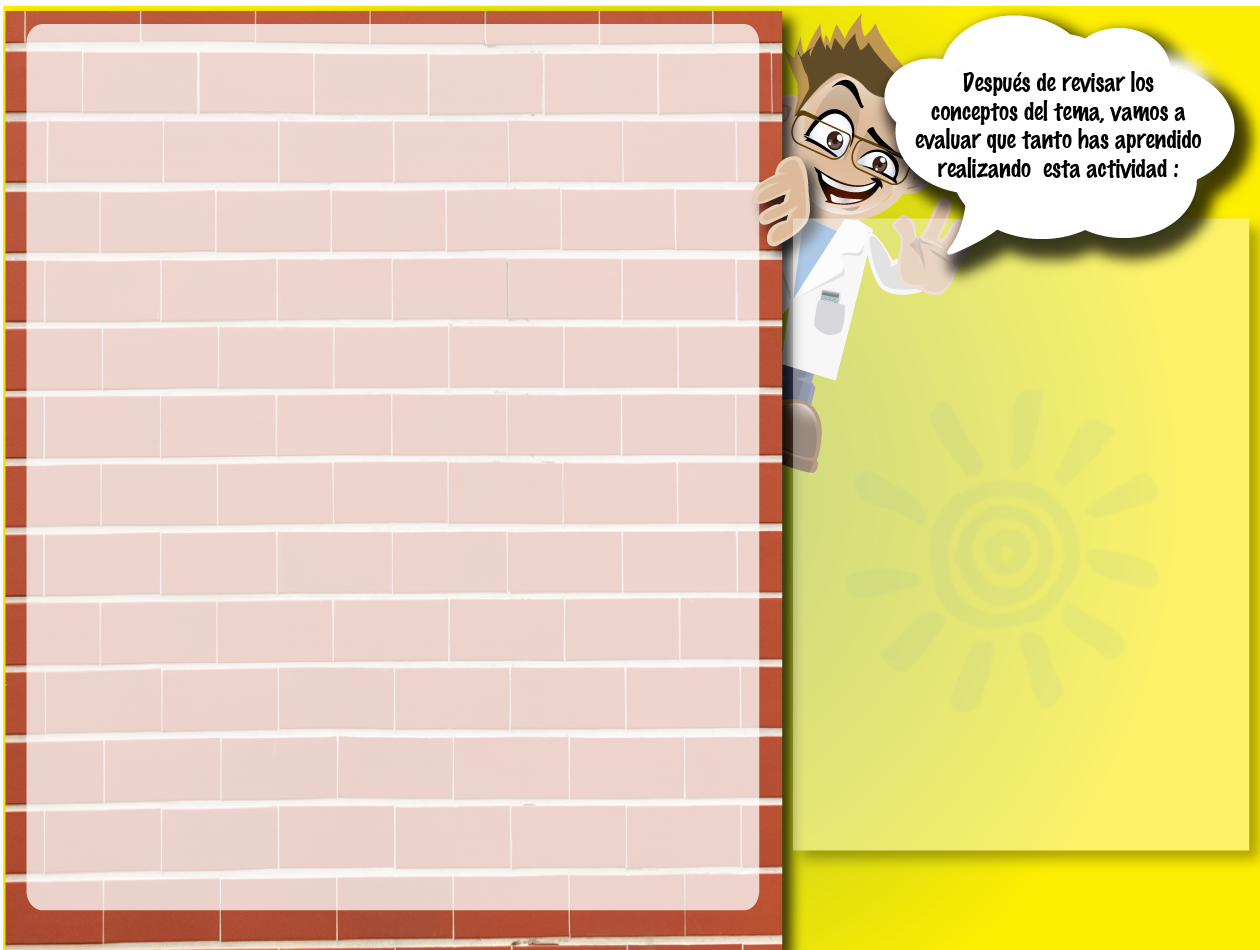 Después de revisar los
conceptos del tema, vamos a
evaluar que tanto has aprendido
realizando  esta actividad :